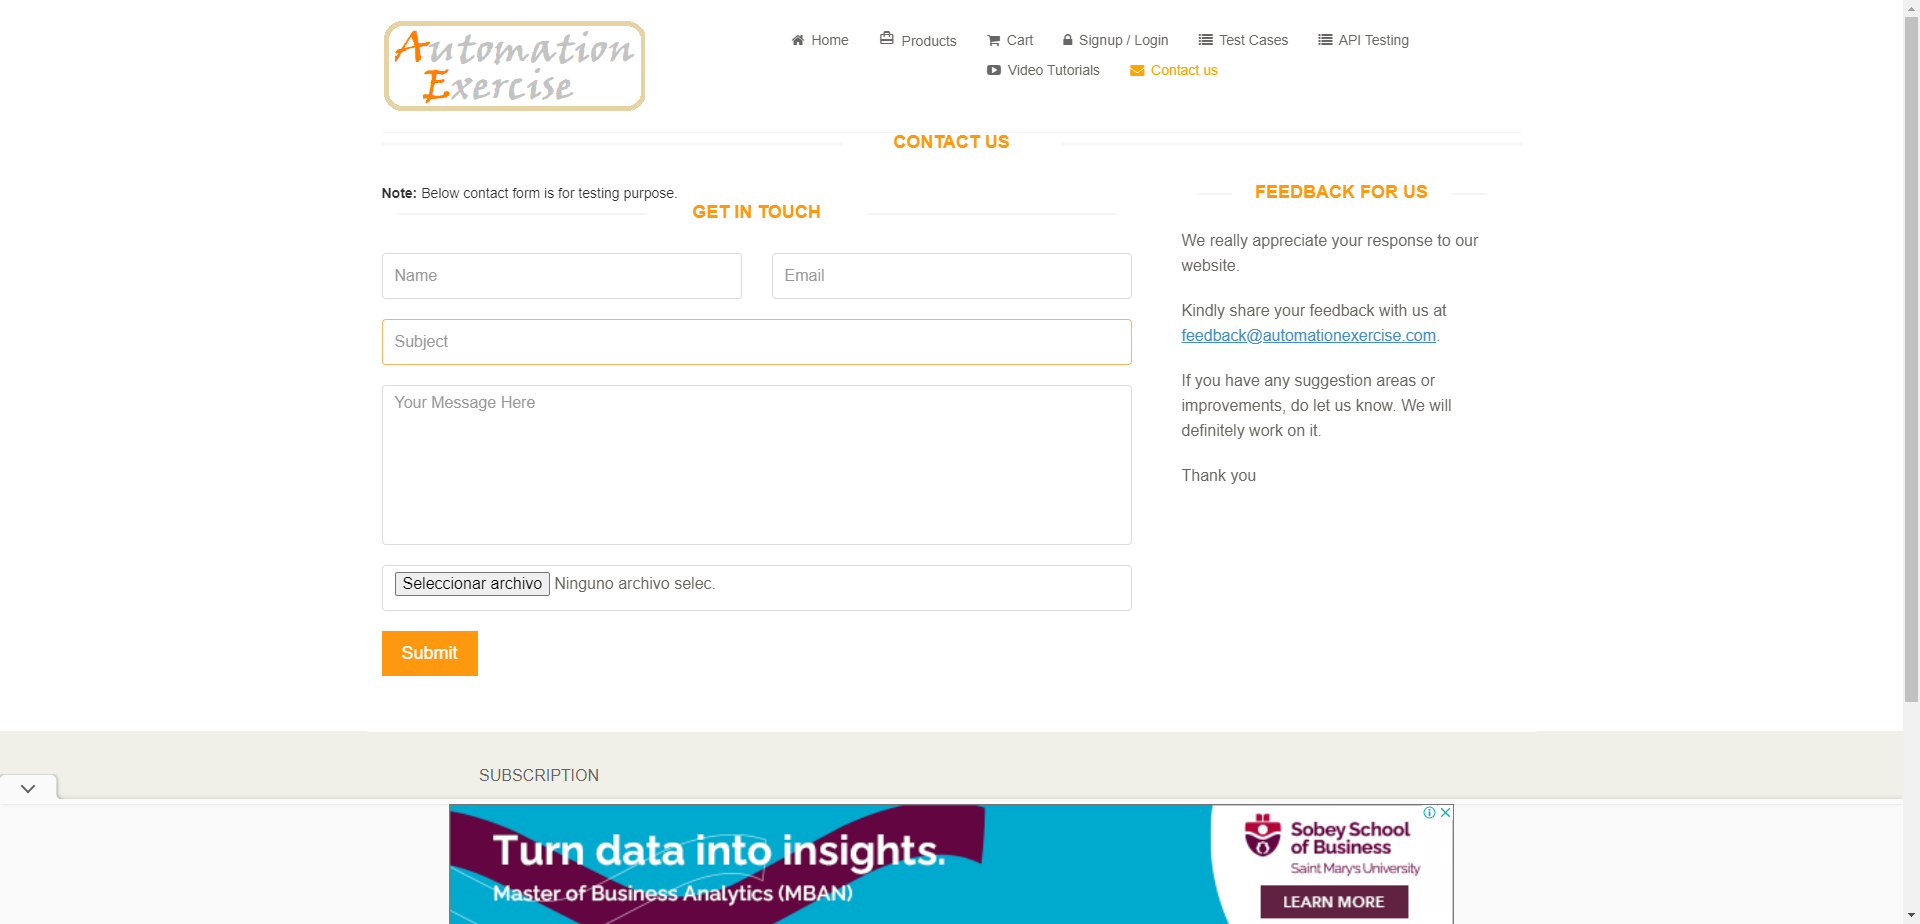 Automation
Exercise
Home
Products
Cart
Signup / Login
Test Cases
API Testing
Video Tutorials
Contact us
CONTACT US
Note: Below contact form is for testing purpose.
GET IN TOUCH
Name
Email
Subject
Your Message Here
Seleccionar archivo Ninguno archivo selec.
Submit
FEEDBACK FOR US
We really appreciate your response to our
website.
Kindly share your feedback with us at
feedback@automationexercise.com.
If you have any suggestion areas or
improvements, do let us know. We will
definitely work on it.
Thank you
SUBSCRIPTION
Turn data into insights.
Master of Business Analytics (MBAN)
Sobey School
of Business
Saint Mary's University
LEARN MORE